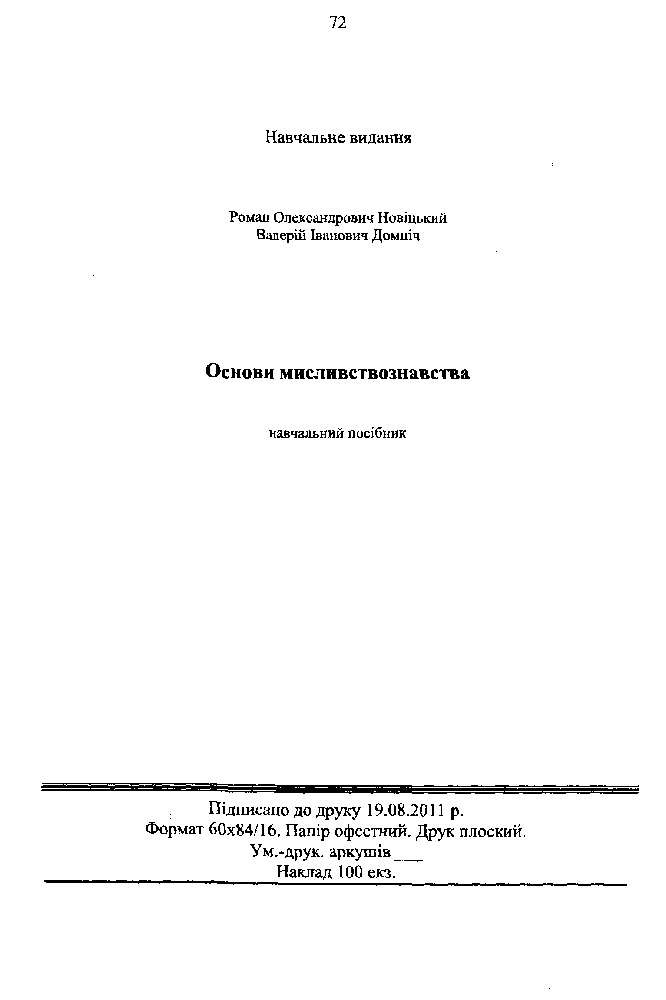 72
Навчальне видання
Роман Олександрович Новіцький
Валерій Іванович Домніч
Основи мисливствознавства
навчальний посібник
Підписано до друку 19.08.2011 р.
Формат 60x84/16. Папір офсетний. Друк плоский.
Ум.-друк. аркушів ___
Наклад 100 екз.